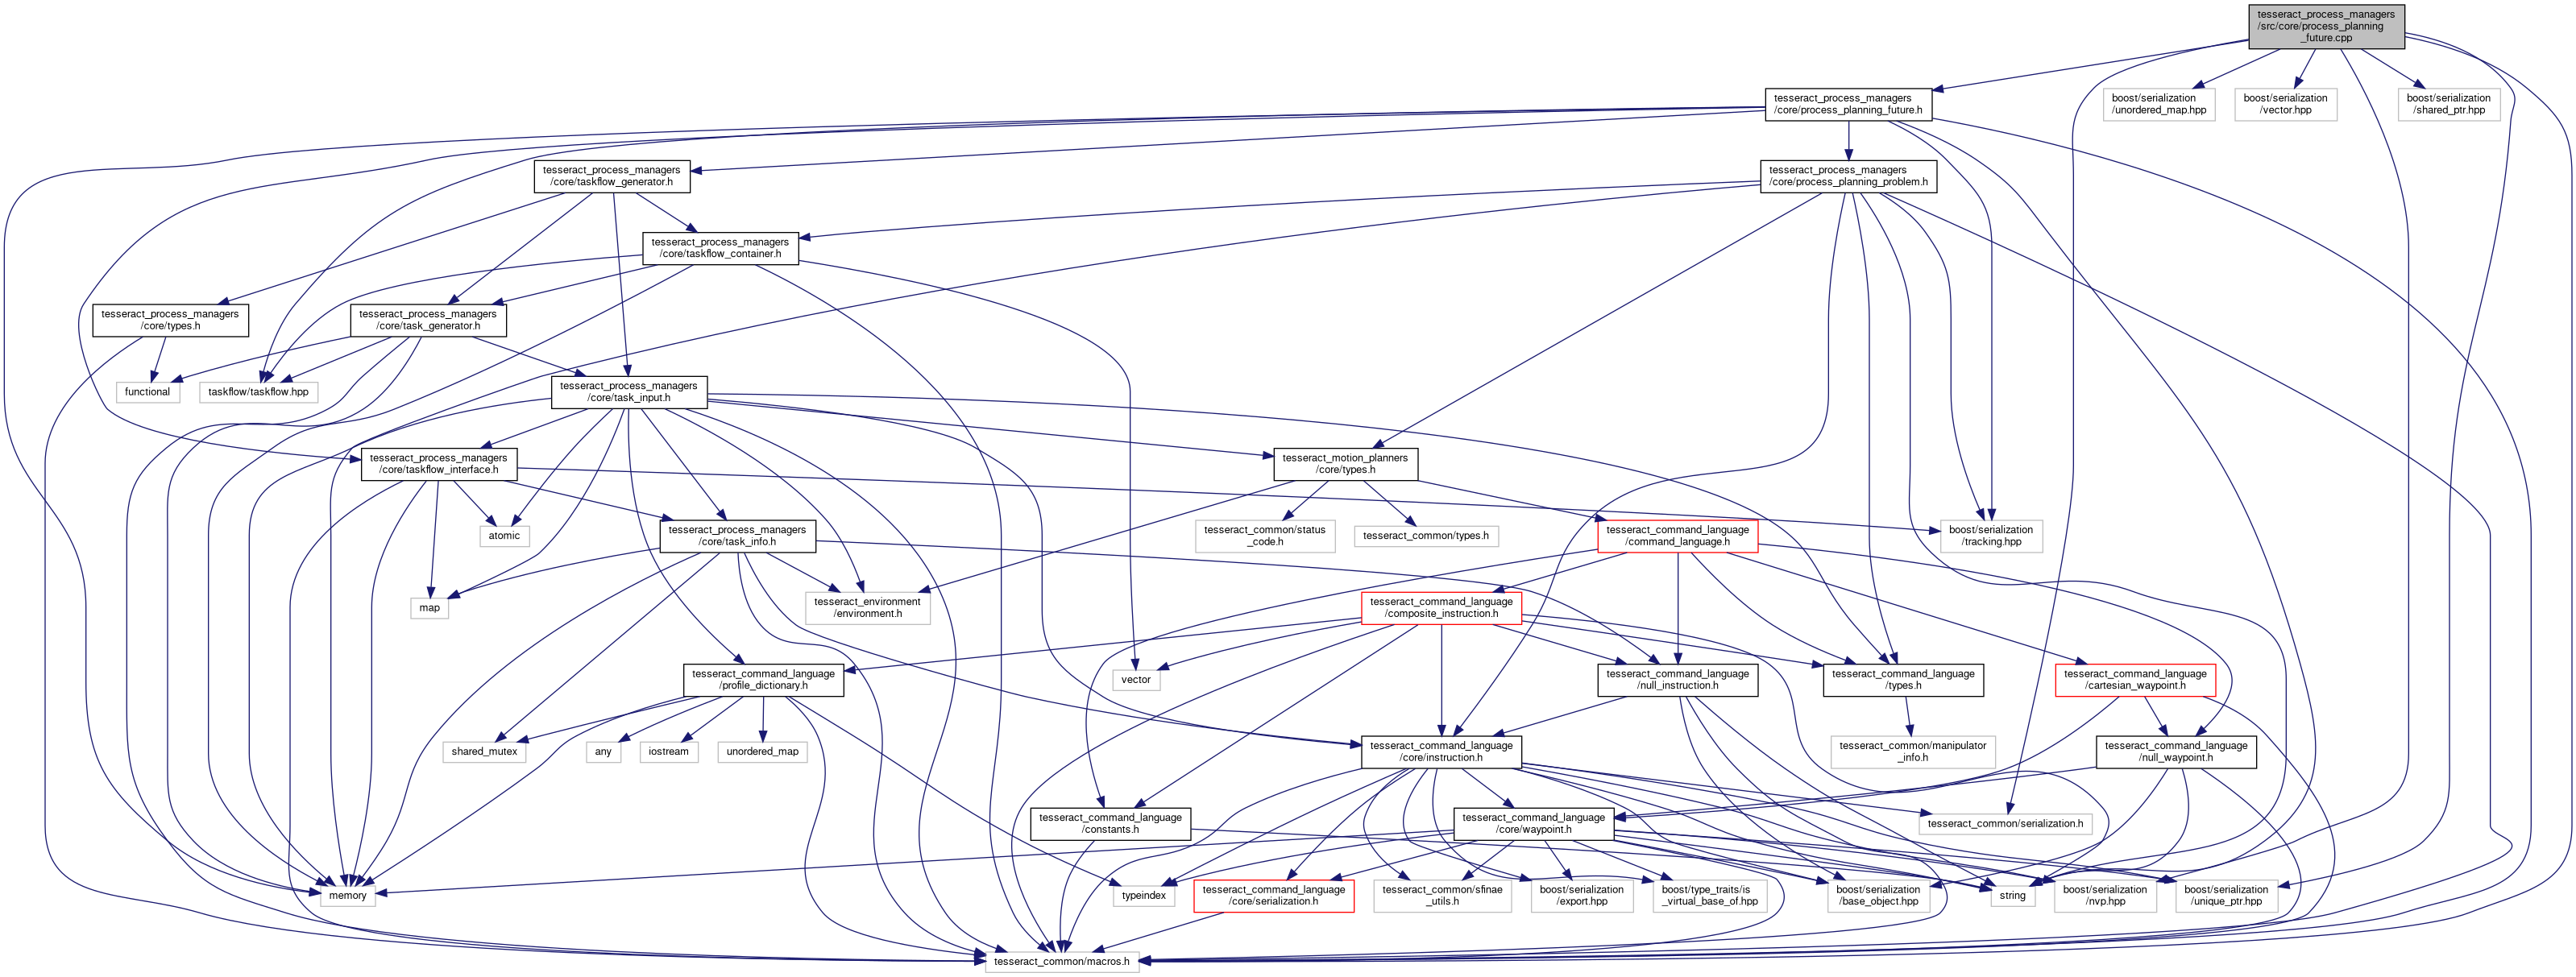 tesseract_process_managers
/src/core/process_planning
_future.cpp
tesseract_process_managers
/core/process_planning_future.h
boost/serialization
/unordered_map.hpp
boost/serialization
/vector.hpp
boost/serialization
/shared_ptr.hpp
tesseract_process_managers
/core/taskflow_generator.h
tesseract_process_managers
/core/process_planning_problem.h
tesseract_process_managers
/core/taskflow_container.h
tesseract_process_managers
/core/types.h
tesseract_process_managers
/core/task_generator.h
functional
taskflow/taskflow.hpp
tesseract_process_managers
/core/task_input.h
tesseract_process_managers
/core/taskflow_interface.h
tesseract_motion_planners
/core/types.h
atomic
tesseract_process_managers
/core/task_info.h
tesseract_common/status
_code.h
tesseract_common/types.h
tesseract_command_language
/command_language.h
boost/serialization
/tracking.hpp
map
tesseract_environment
/environment.h
tesseract_command_language
/composite_instruction.h
tesseract_command_language
/profile_dictionary.h
vector
tesseract_command_language
/null_instruction.h
tesseract_command_language
/types.h
tesseract_command_language
/cartesian_waypoint.h
shared_mutex
any
iostream
unordered_map
tesseract_command_language
/core/instruction.h
tesseract_common/manipulator
_info.h
tesseract_command_language
/null_waypoint.h
tesseract_command_language
/constants.h
tesseract_command_language
/core/waypoint.h
tesseract_common/serialization.h
memory
typeindex
tesseract_command_language
/core/serialization.h
tesseract_common/sfinae
_utils.h
boost/serialization
/export.hpp
boost/type_traits/is
_virtual_base_of.hpp
boost/serialization
/base_object.hpp
string
boost/serialization
/nvp.hpp
boost/serialization
/unique_ptr.hpp
tesseract_common/macros.h